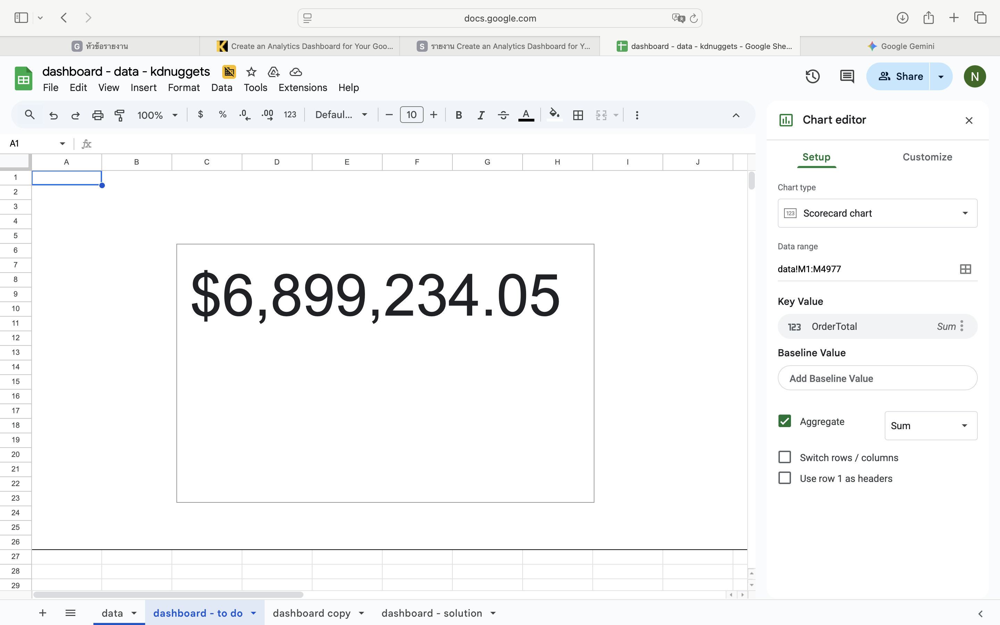 docs.google.com
G หัวข้อรายงาน
Create an Analytics Dashboard for Your Goo...
S รายงาน Create an Analytics Dashboard for Y...
dashboard - data - kdnuggets - Google She...
Google Gemini
dashboard - data - kdnuggets
File Edit View Insert Format Data Tools Extensions Help
Share
N
100% $ % .0 .00 123 Defaul... 10 B I S A
Chart editor
A1 fx
Setup Customize
A B C D E F G H I J
1
2
3
4
5
6
7
8
9
10
11
12
13
14
15
16
17
18
19
20
21
22
23
24
25
26
27
28
29
$6,899,234.05
Chart type
123 Scorecard chart
Data range
data!M1:M4977
Key Value
123 OrderTotal Sum
Baseline Value
Add Baseline Value
Aggregate Sum
Switch rows / columns
Use row 1 as headers
data dashboard - to do dashboard copy dashboard - solution